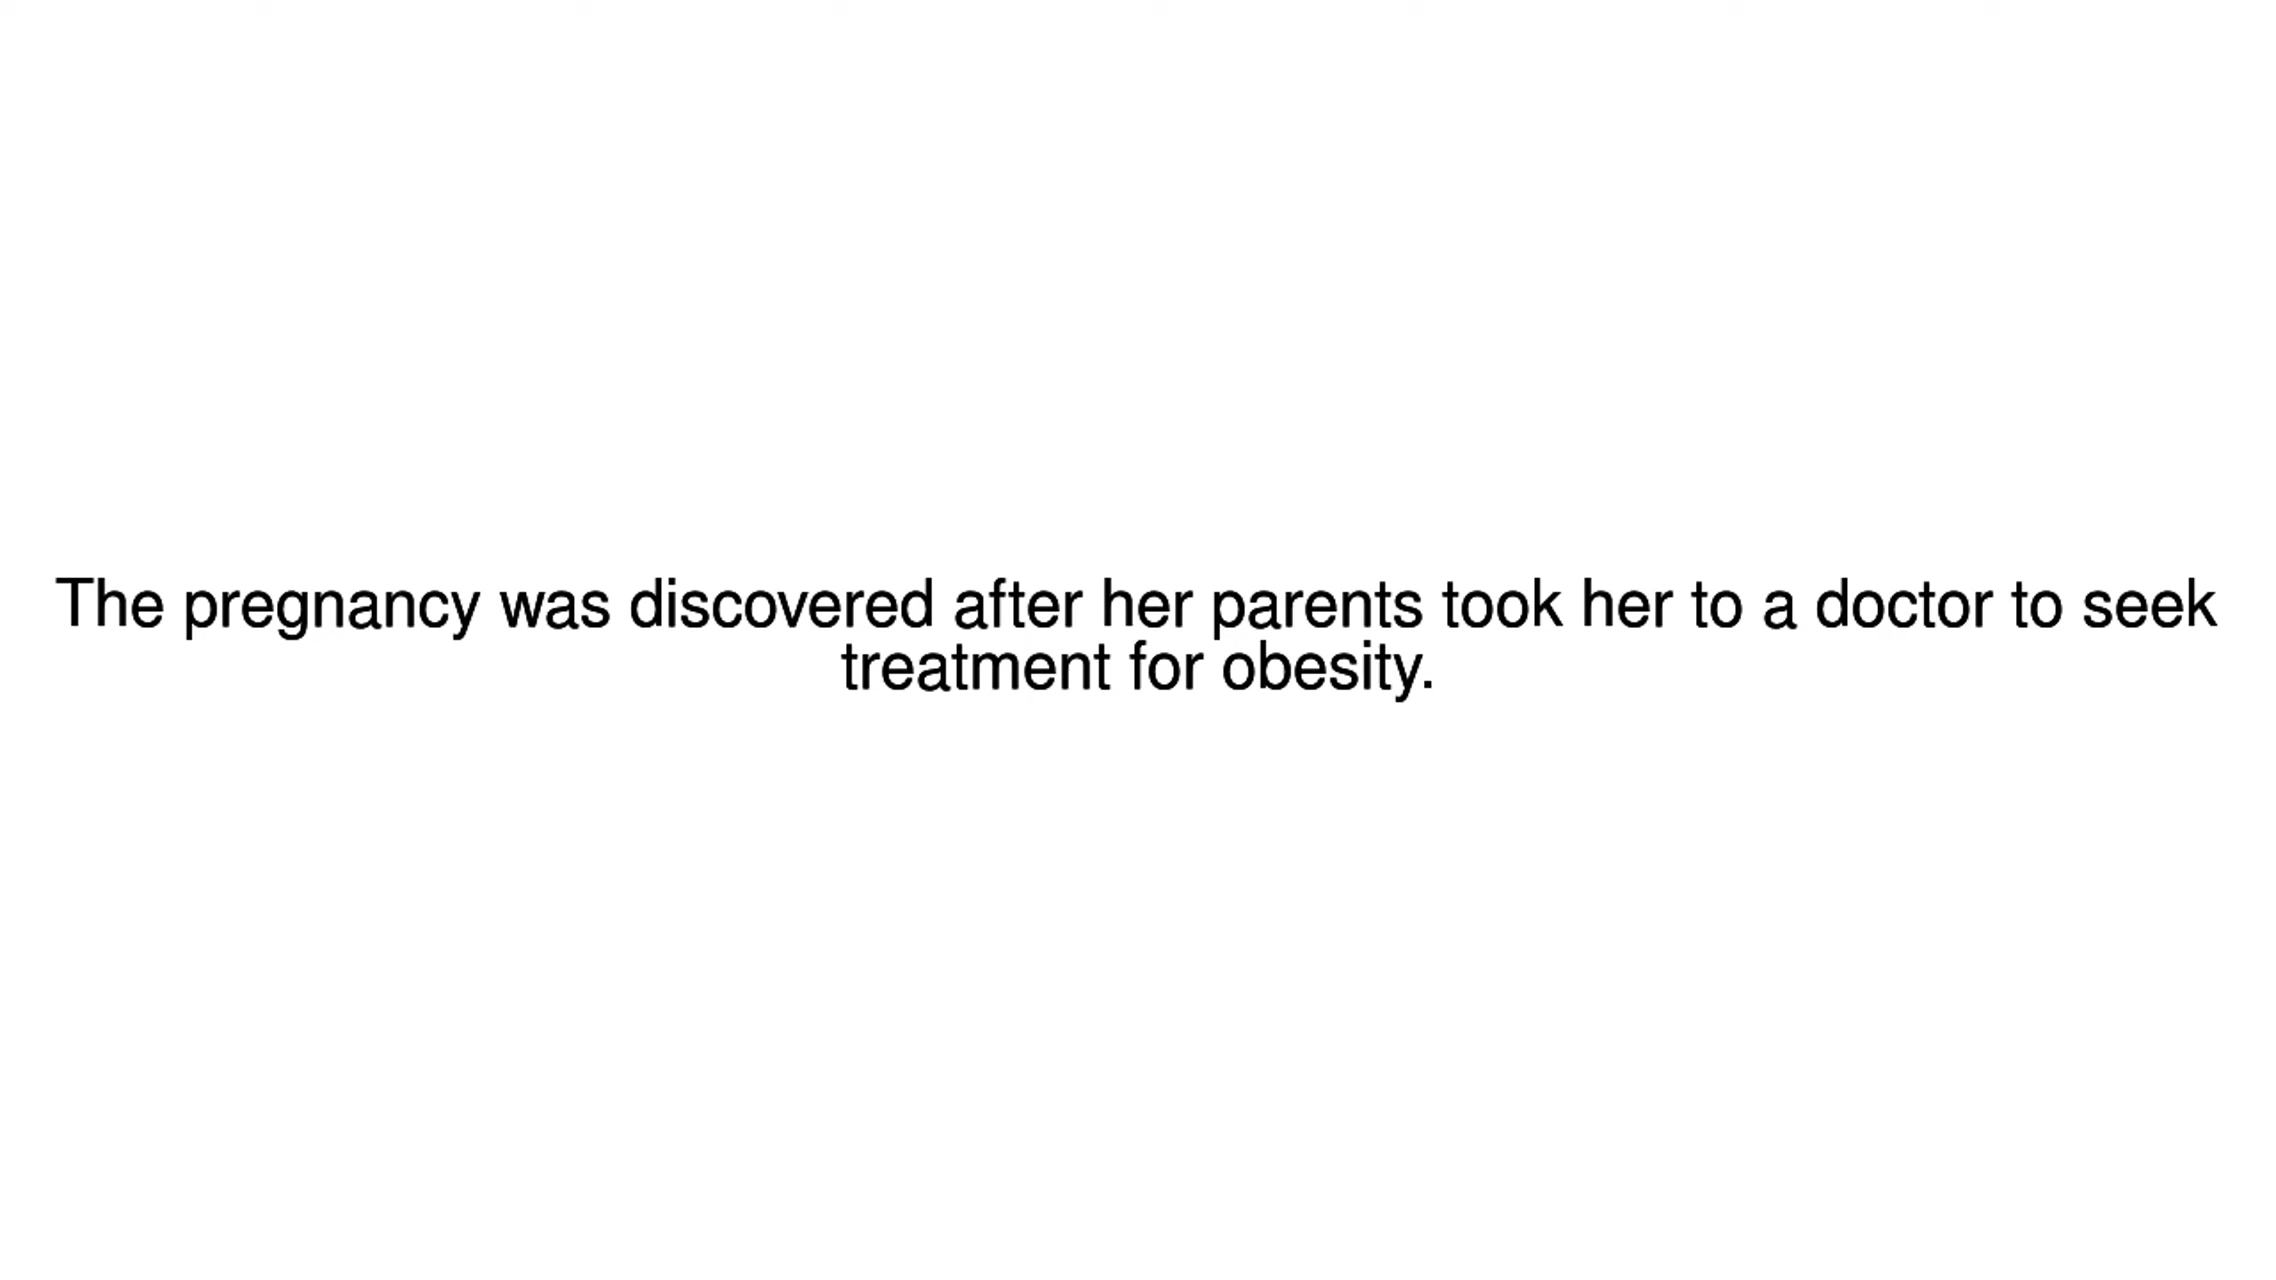 The pregnancy was discovered after her parents took her to a doctor to seek
treatment for obesity.